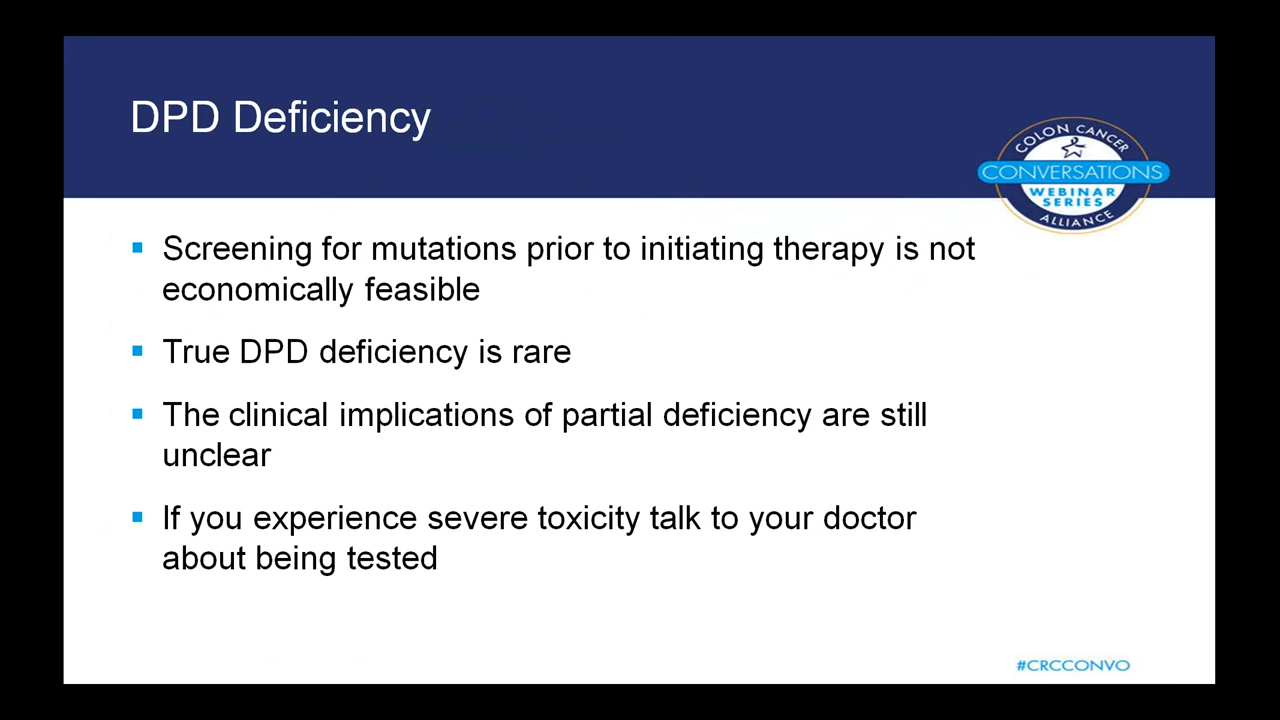 DPD Deficiency
COLON CANCER
CONVERSATIONS
WEBINAR
SERIES
ALLIANCE
Screening for mutations prior to initiating therapy is not
economically feasible
True DPD deficiency is rare
The clinical implications of partial deficiency are still
unclear
If you experience severe toxicity talk to your doctor
about being tested
#CRCCONVO